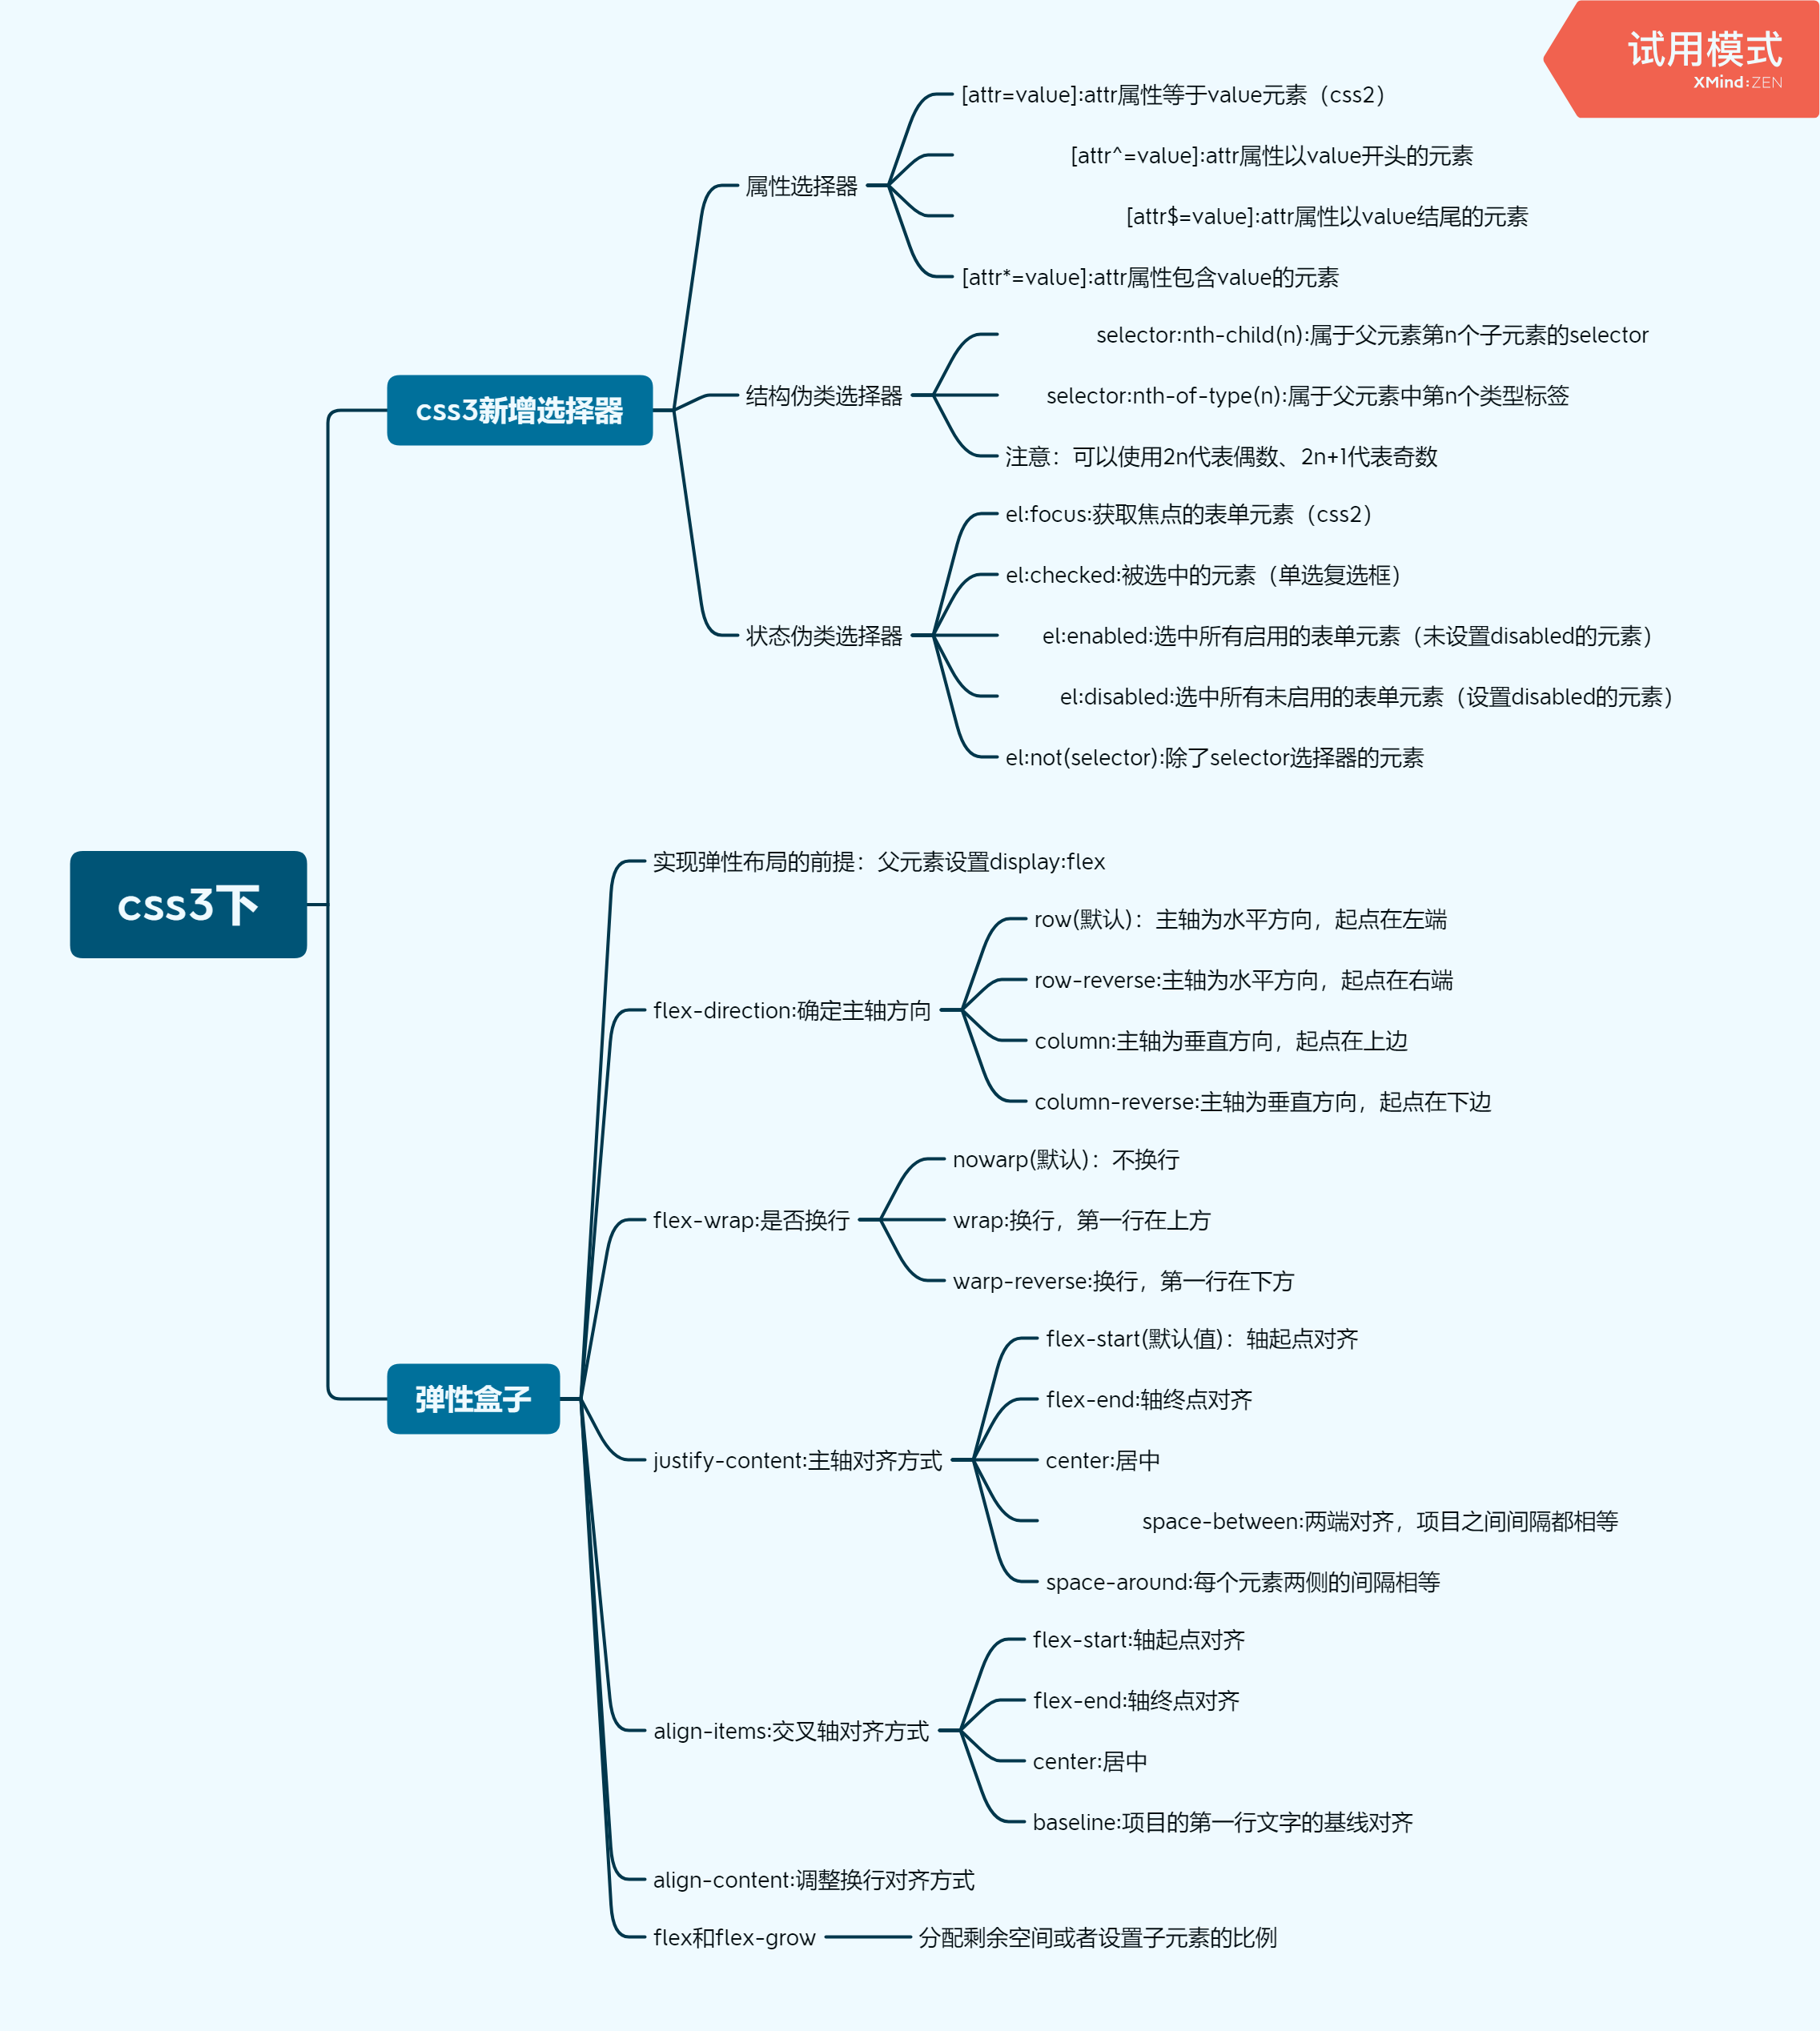 试用模式
XMind:ZEN
css3下
css3新增选择器
属性选择器
[attr=value]:attr属性等于value元素（css2）
[attr^=value]:attr属性以value开头的元素
[attr$=value]:attr属性以value结尾的元素
[attr*=value]:attr属性包含value的元素
结构伪类选择器
selector:nth-child(n):属于父元素第n个子元素的selector
selector:nth-of-type(n):属于父元素中第n个类型标签
注意：可以使用2n代表偶数、2n+1代表奇数
状态伪类选择器
el:focus:获取焦点的表单元素（css2）
el:checked:被选中的元素（单选复选框）
el:enabled:选中所有启用的表单元素（未设置disabled的元素）
el:disabled:选中所有未启用的表单元素（设置disabled的元素）
el:not(selector):除了selector选择器的元素
弹性盒子
实现弹性布局的前提：父元素设置display:flex
flex-direction:确定主轴方向
row(默认)：主轴为水平方向，起点在左端
row-reverse:主轴为水平方向，起点在右端
column:主轴为垂直方向，起点在上边
column-reverse:主轴为垂直方向，起点在下边
flex-wrap:是否换行
nowarp(默认)：不换行
wrap:换行，第一行在上方
warp-reverse:换行，第一行在下方
justify-content:主轴对齐方式
flex-start(默认值)：轴起点对齐
flex-end:轴终点对齐
center:居中
space-between:两端对齐，项目之间间隔都相等
space-around:每个元素两侧的间隔相等
align-items:交叉轴对齐方式
flex-start:轴起点对齐
flex-end:轴终点对齐
center:居中
baseline:项目的第一行文字的基线对齐
align-content:调整换行对齐方式
flex和flex-grow
分配剩余空间或者设置子元素的比例